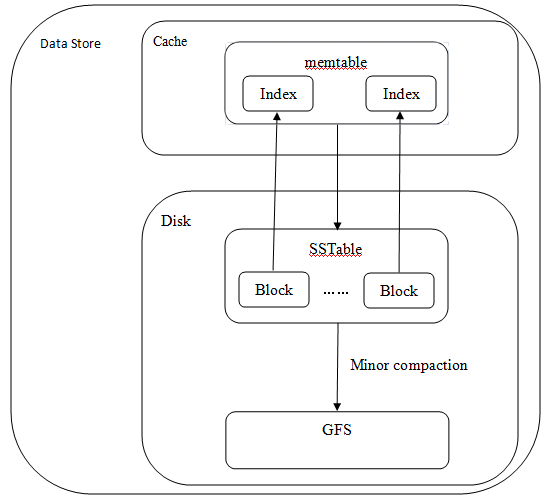 Data Store
Cache
memtable
Index
Index
Disk
SSTable
Block
......
Block
Minor compaction
GFS